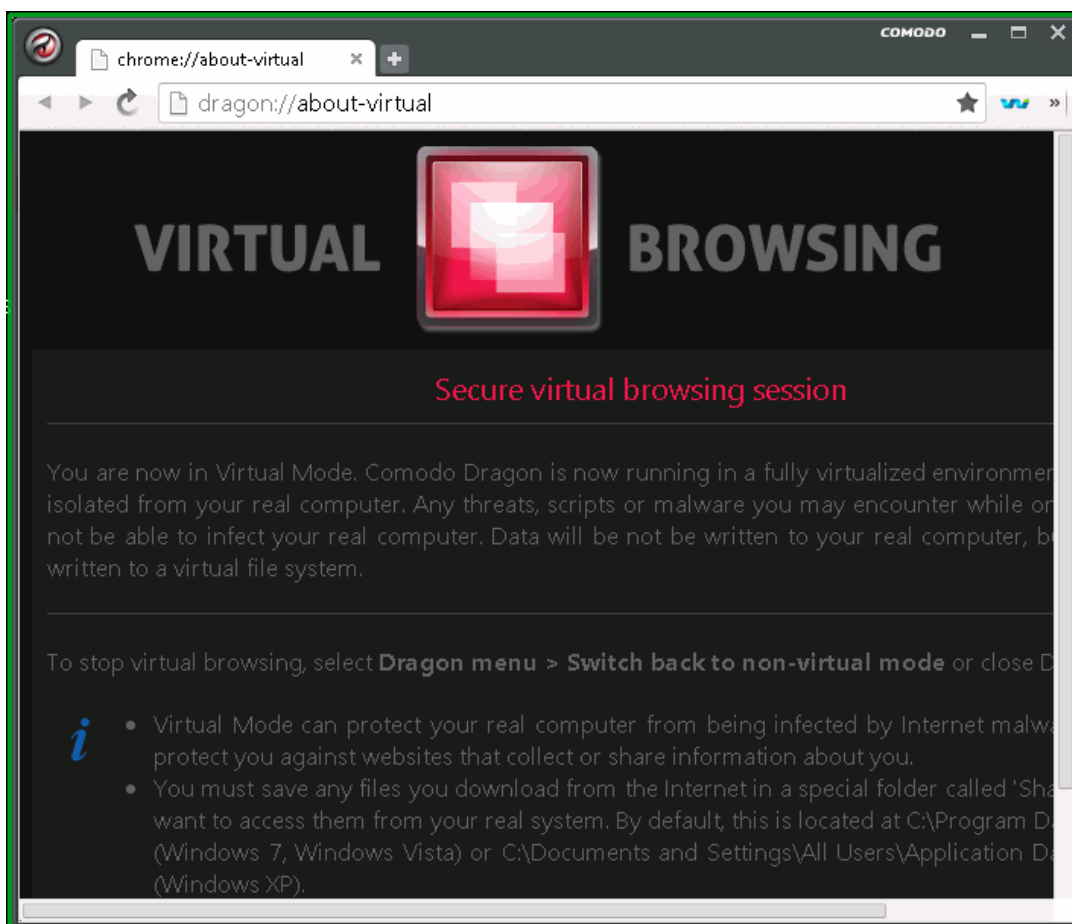 COMODO
chrome://about-virtual
dragon://about-virtual
VIRTUAL BROWSING
Secure virtual browsing session
You are now in Virtual Mode. Comodo Dragon is now running in a fully virtualized environmen
isolated from your real computer. Any threats, scripts or malware you may encounter while on
not be able to infect your real computer. Data will be not be written to your real computer, bu
written to a virtual file system.
To stop virtual browsing, select Dragon menu > Switch back to non-virtual mode or close D
i
• Virtual Mode can protect your real computer from being infected by Internet malwa
protect you against websites that collect or share information about you.
• You must save any files you download from the Internet in a special folder called 'Sha
want to access them from your real system. By default, this is located at C:\Program Da
(Windows 7, Windows Vista) or C:\Documents and Settings\All Users\Application Da
(Windows XP).